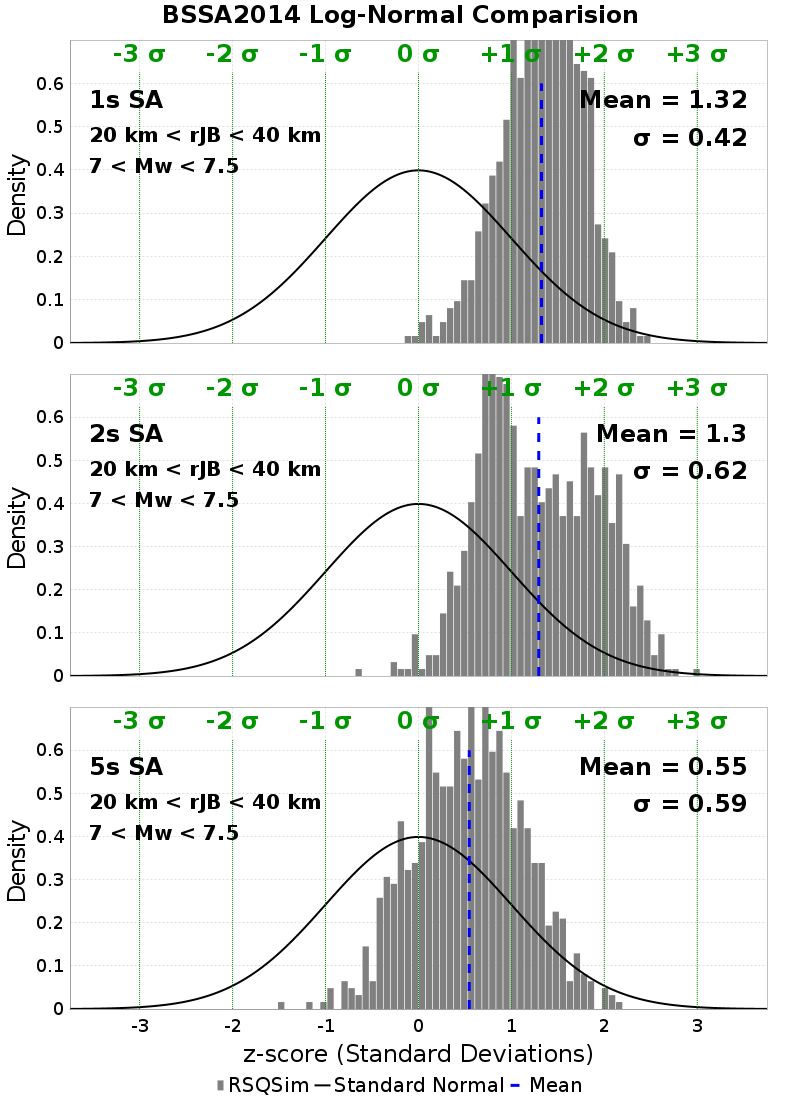 BSSA2014 Log-Normal Comparision
-3 σ -2 σ -1 σ 0 σ +1 σ +2 σ +3 σ
0.6
1s SA Mean = 1.32
0.5
20 km < rJB < 40 km σ = 0.42
0.4 7 < Mw < 7.5
Density
0.3
0.2
0.1
0
-3 σ -2 σ -1 σ 0 σ +1 σ +2 σ +3 σ
0.6
2s SA Mean = 1.3
0.5
20 km < rJB < 40 km σ = 0.62
0.4 7 < Mw < 7.5
Density
0.3
0.2
0.1
0
-3 σ -2 σ -1 σ 0 σ +1 σ +2 σ +3 σ
0.6
5s SA Mean = 0.55
0.5
20 km < rJB < 40 km σ = 0.59
0.4 7 < Mw < 7.5
Density
0.3
0.2
0.1
0
-3 -2 -1 0 1 2 3
z-score (Standard Deviations)
RSQSim Standard Normal Mean